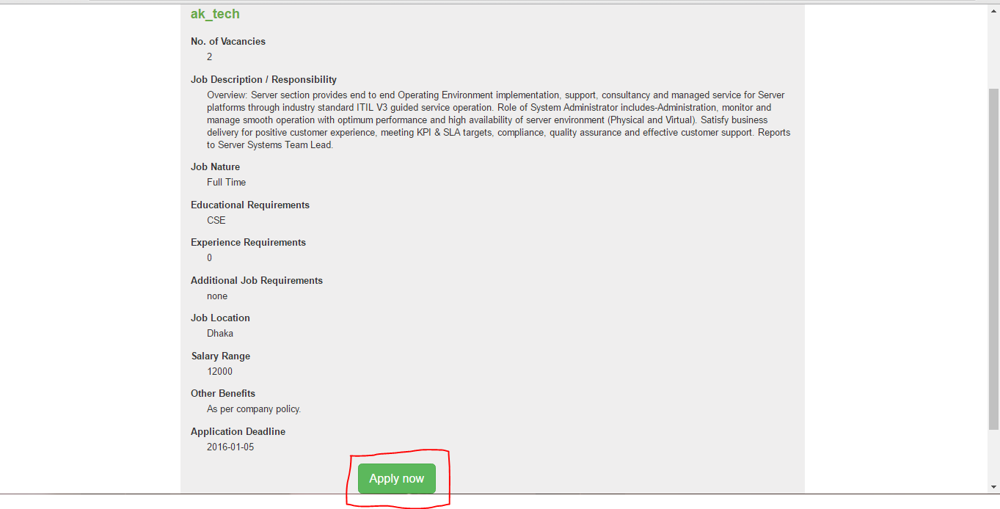 ak_tech
No. of Vacancies
2
Job Description / Responsibility
Overview: Server section provides end to end Operating Environment implementation, support, consultancy and managed service for Server
platforms through industry standard ITIL V3 guided service operation. Role of System Administrator includes-Administration, monitor and
manage smooth operation with optimum performance and high availability of server environment (Physical and Virtual). Satisfy business
delivery for positive customer experience, meeting KPI & SLA targets, compliance, quality assurance and effective customer support. Reports
to Server Systems Team Lead.
Job Nature
Full Time
Educational Requirements
CSE
Experience Requirements
0
Additional Job Requirements
none
Job Location
Dhaka
Salary Range
12000
Other Benefits
As per company policy.
Application Deadline
2016-01-05
Apply now